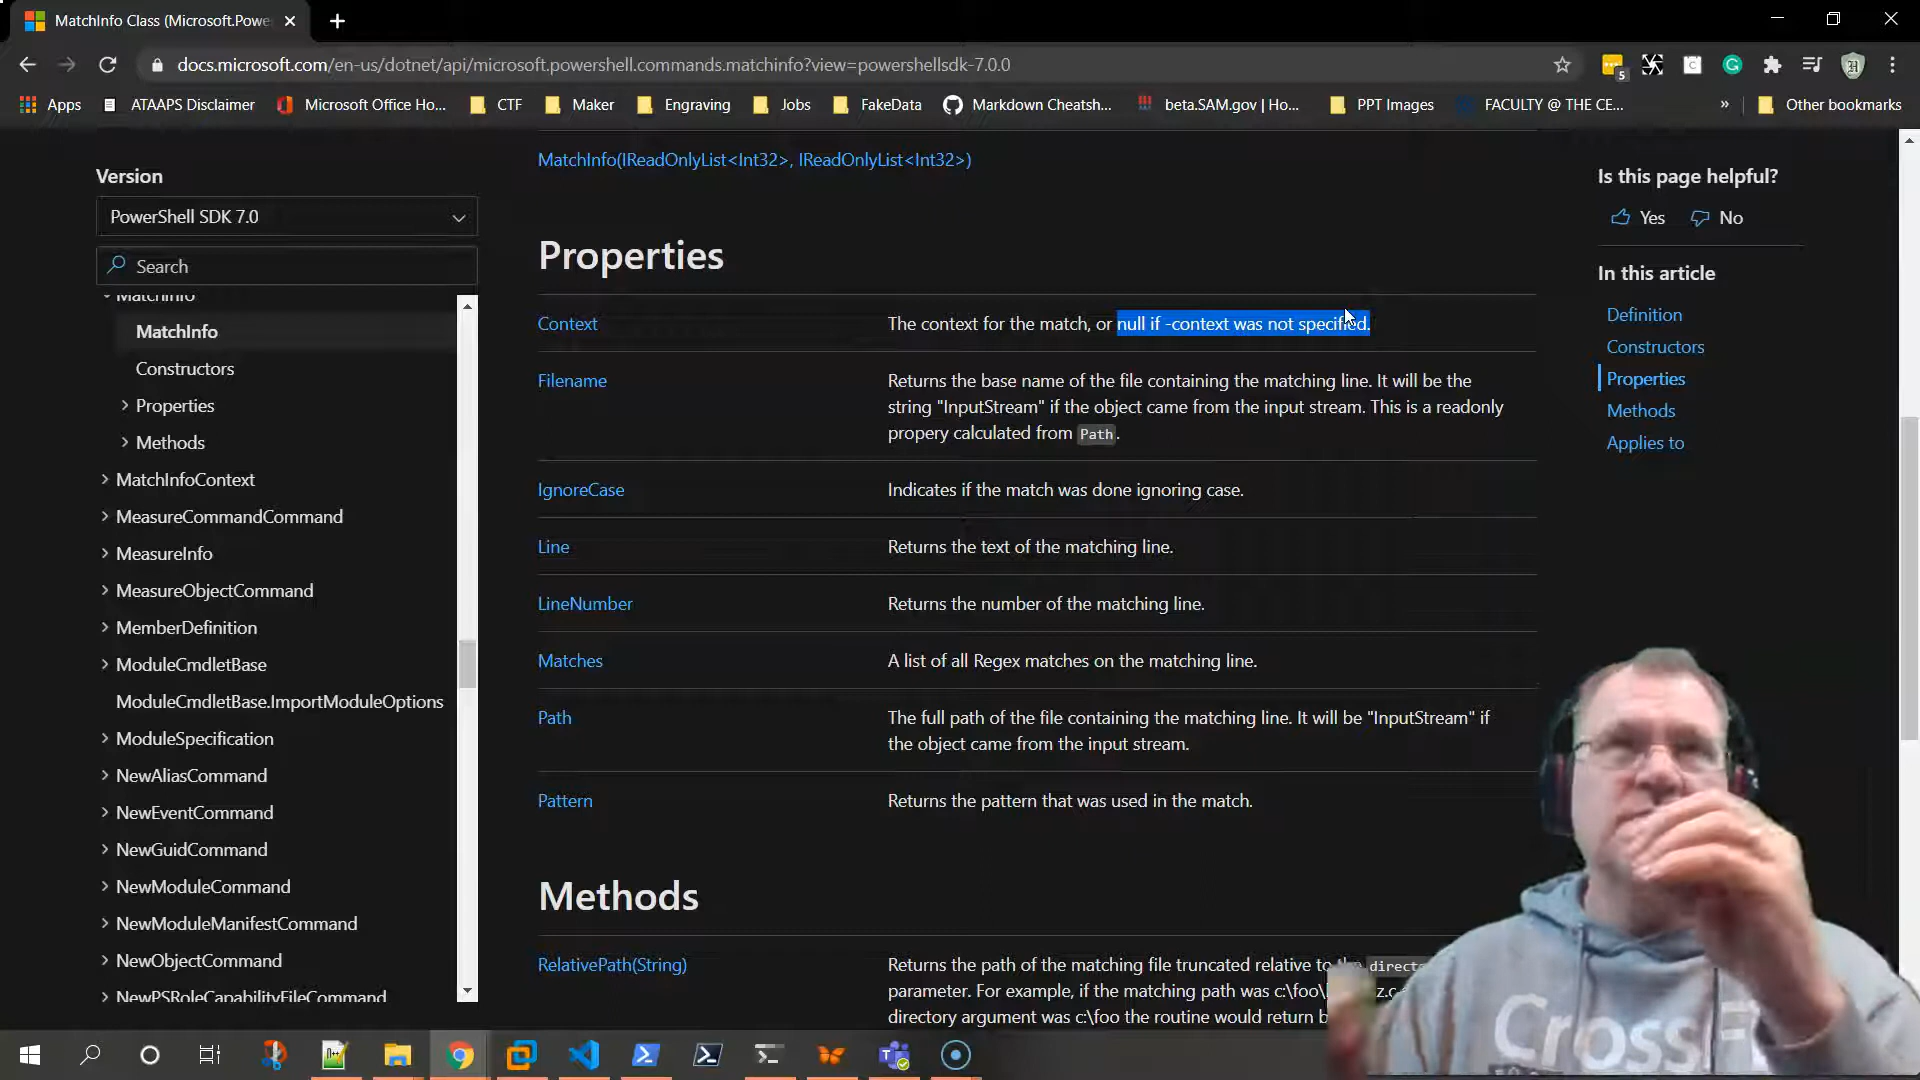 MatchInfo Class (Microsoft.Powe
docs.microsoft.com/en-us/dotnet/api/microsoft.powershell.commands.matchinfo?view=powershellsdk-7.0.0
5
Apps
ATAAPS Disclaimer
Microsoft Office Ho...
CTF
Maker
Engraving
Jobs
FakeData
Markdown Cheatsh...
beta.SAM.gov | Ho...
PPT Images
FACULTY @ THE CE...
»
Other bookmarks
Version
PowerShell SDK 7.0
Search
MatchInfo
MatchInfo
Constructors
Properties
Methods
MatchInfoContext
MeasureCommandCommand
MeasureInfo
MeasureObjectCommand
MemberDefinition
ModuleCmdletBase
ModuleCmdletBase.ImportModuleOptions
ModuleSpecification
NewAliasCommand
NewEventCommand
NewGuidCommand
NewModuleCommand
NewModuleManifestCommand
NewObjectCommand
NewPSRoleCapabilityFileCommand
MatchInfo(IReadOnlyList<Int32>, IReadOnlyList<Int32>)
Properties
Context
The context for the match, or null if -context was not specified.
Filename
Returns the base name of the file containing the matching line. It will be the
string "InputStream" if the object came from the input stream. This is a readonly
propery calculated from Path.
IgnoreCase
Indicates if the match was done ignoring case.
Line
Returns the text of the matching line.
LineNumber
Returns the number of the matching line.
Matches
A list of all Regex matches on the matching line.
Path
The full path of the file containing the matching line. It will be "InputStream" if
the object came from the input stream.
Pattern
Returns the pattern that was used in the match.
Methods
RelativePath(String)
Returns the path of the matching file truncated relative to the
parameter. For example, if the matching path was c:\foo\
directory argument was c:\foo the routine would return
Is this page helpful?
Yes
No
In this article
Definition
Constructors
Properties
Methods
Applies to
CrossF